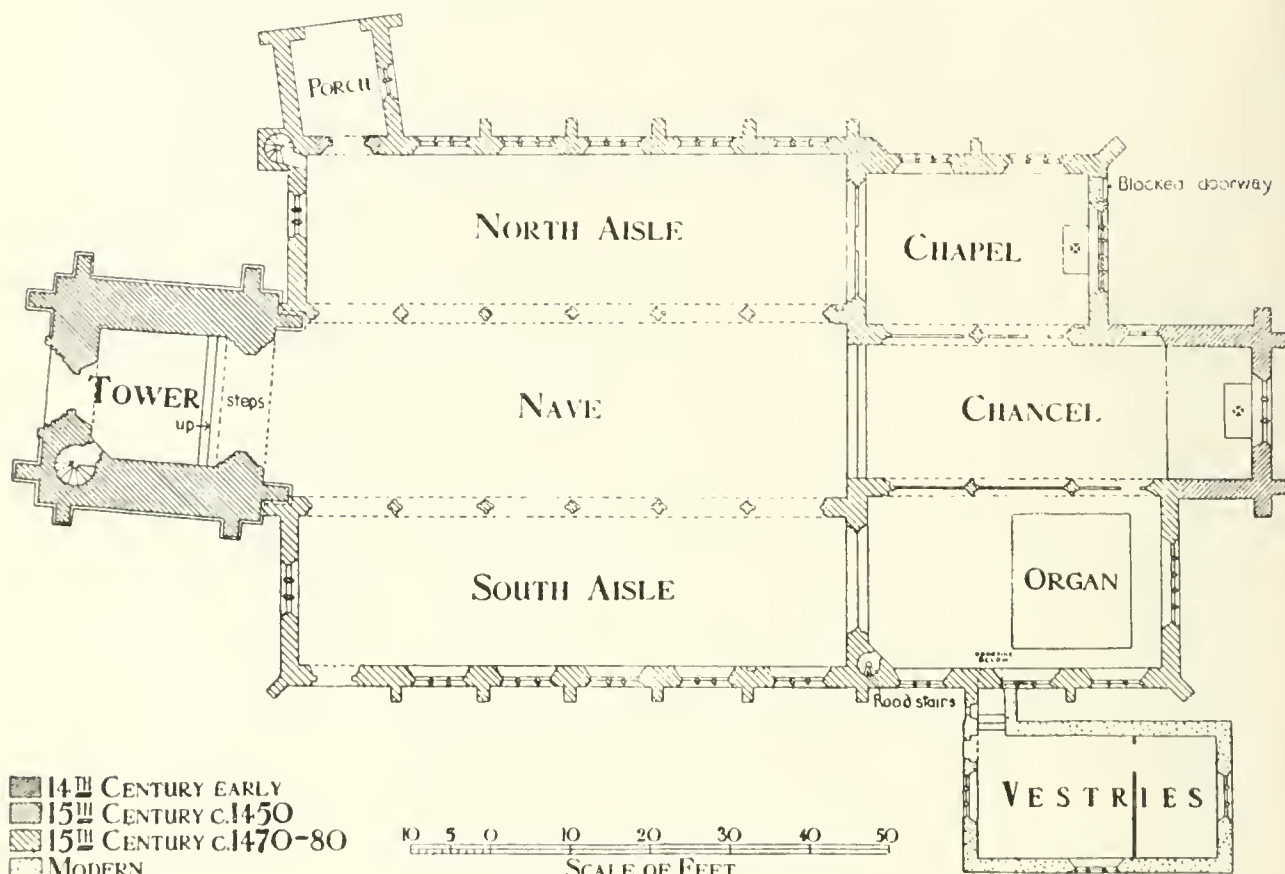 PORCH
Blocked doorway
NORTH AISLE
CHAPEL
TOWER
steps
up
NAVE
CHANCEL
SOUTH AISLE
ORGAN
BELOW
Rood stairs
VESTRIES
14TH CENTURY EARLY
15TH CENTURY C.1450
15TH CENTURY C.1470-80
MODERN
10 5 0 10 20 30 40 50
SCALE OF FEET